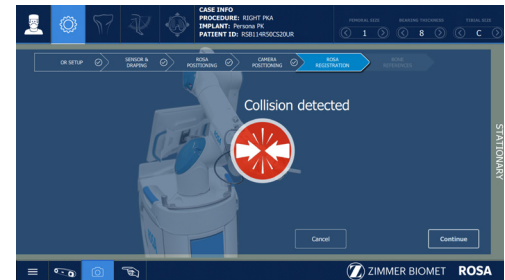 CASE INFO
PROCEDURE: RIGHT PKA
IMPLANT: Persona PK
PATIENT ID: RSB114R50CS20UR
FEMORAL SIZE
1
BEARING THICKNESS
8
TIBIAL SIZE
C
OR SETUP
SENSOR &
DRAPING
ROSA
POSITIONING
CAMERA
POSITIONING
ROSA
REGISTRATION
BONE
REFERENCES
Collision detected
STATIONARY
Cancel
Continue
ZIMMER BIOMET
ROSA